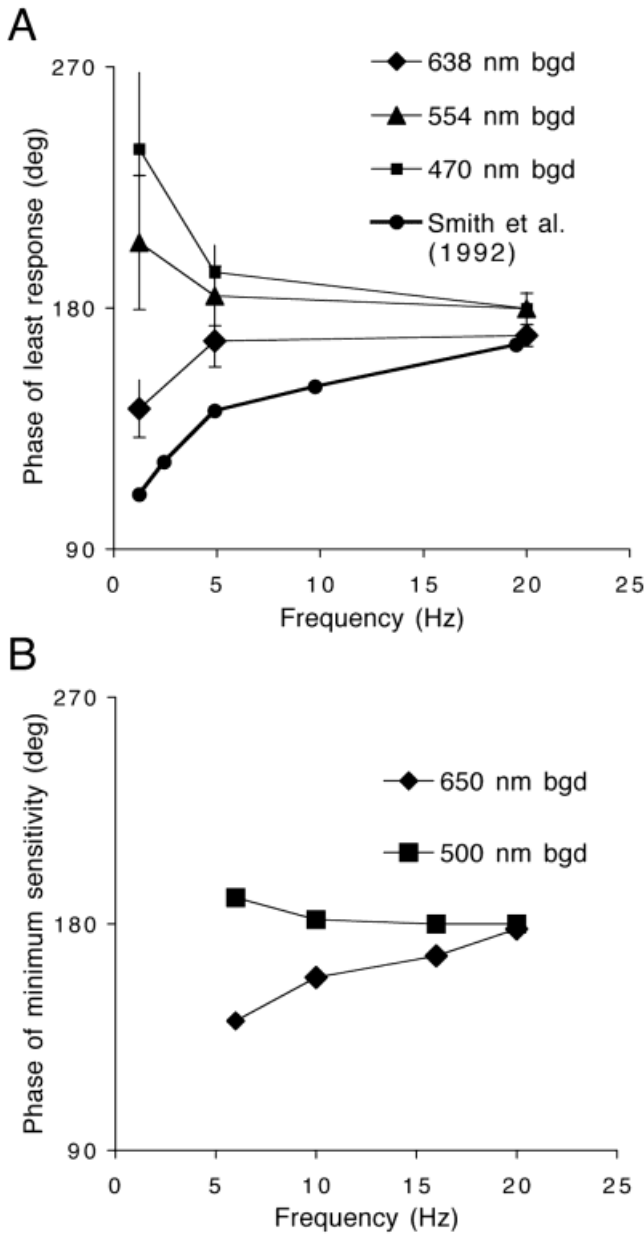 A
270
180
90
Phase of least response (deg)
638 nm bgd
554 nm bgd
470 nm bgd
Smith et al.
(1992)
0 5 10 15 20 25
Frequency (Hz)
B
270
180
90
Phase of minimum sensitivity (deg)
650 nm bgd
500 nm bgd
0 5 10 15 20 25
Frequency (Hz)